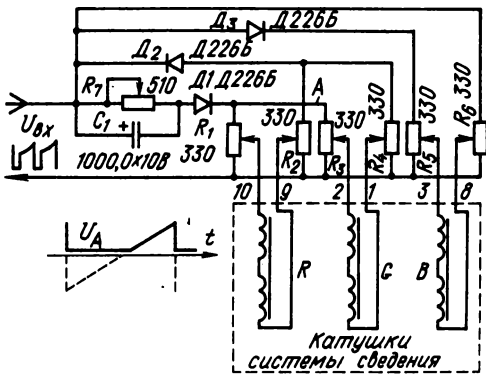 Д3 Д226Б
Д2 Д226Б
R7 510 Д1 Д226Б А
Uвх C1 + R1 330 330 330 330 R6 330
1000,0×10В 330 R2 R3 R4 R5
10 9 2 1 3 8
UА t
R G B
Катушки
системы сведения